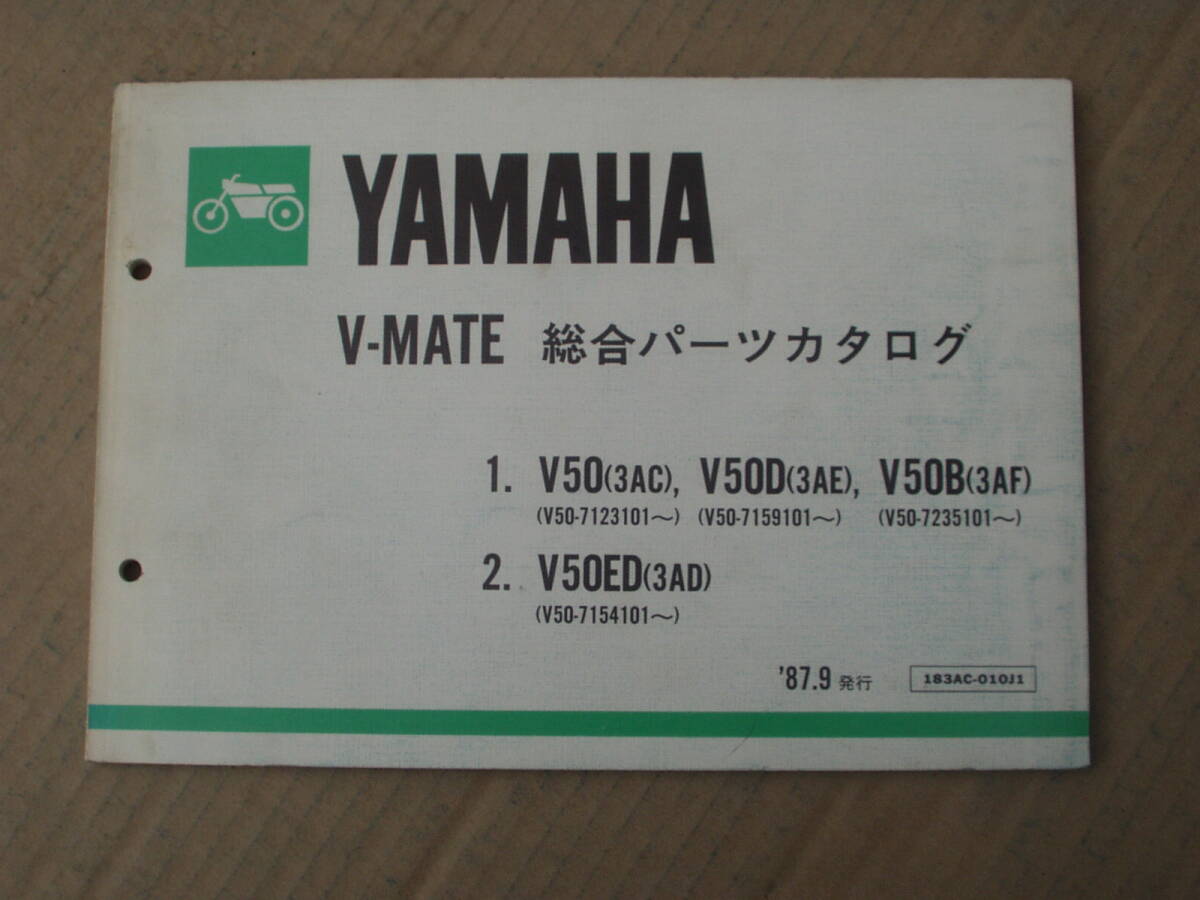 YAMAHA
V-MATE 総合パーツカタログ
1. V50(3AC), V50D(3AE), V50B(3AF)
(V50-7123101〜) (V50-7159101〜) (V50-7235101〜)
2. V50ED(3AD)
(V50-7154101〜)
'87.9 発行 183AC-010J1